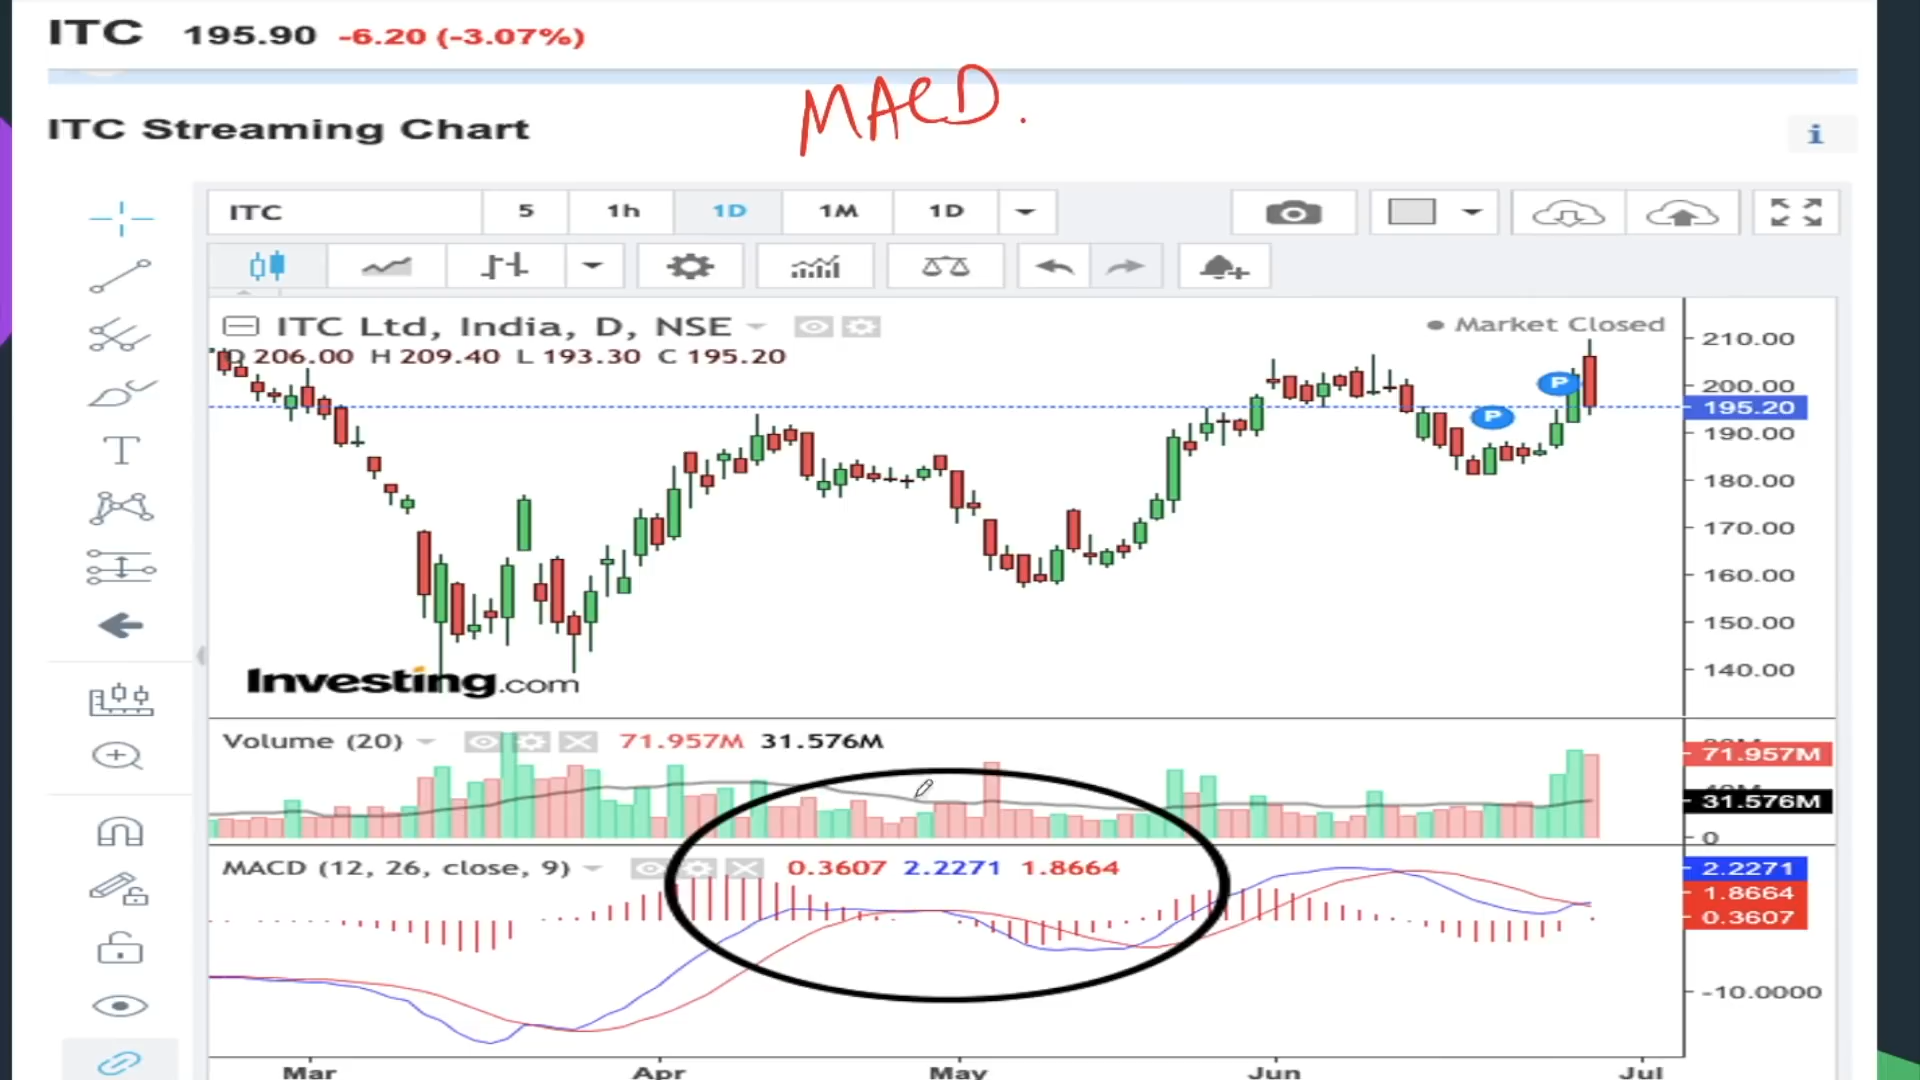 ITC 195.90 -6.20 (-3.07%)
MACD.
ITC Streaming Chart
i
ITC 5 1h 1D 1M 1D
ITC Ltd, India, D, NSE
Market Closed
206.00 H 209.40 L 193.30 C 195.20
210.00
200.00
195.20
190.00
180.00
170.00
160.00
150.00
140.00
P
P
Investing.com
Volume (20) 71.957M 31.576M
71.957M
31.576M
0
MACD (12, 26, close, 9) 0.3607 2.2271 1.8664
2.2271
1.8664
0.3607
-10.0000
Mar Apr May Jun Jul
T